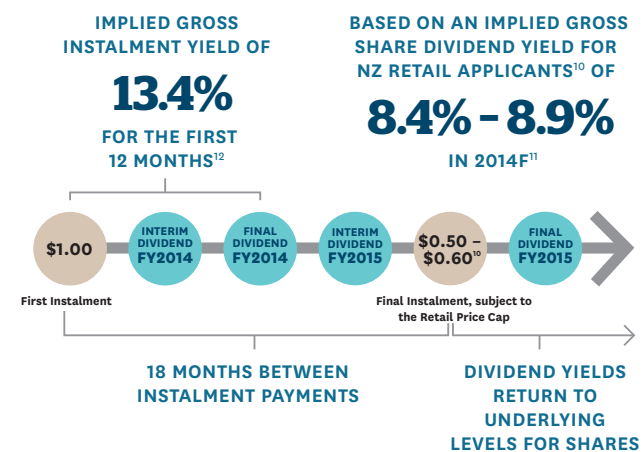 IMPLIED GROSS
INSTALMENT YIELD OF
13.4%
FOR THE FIRST
12 MONTHS12
BASED ON AN IMPLIED GROSS
SHARE DIVIDEND YIELD FOR
NZ RETAIL APPLICANTS10 OF
8.4% – 8.9%
IN 2014F11
$1.00
INTERIM
DIVIDEND
FY2014
FINAL
DIVIDEND
FY2014
INTERIM
DIVIDEND
FY2015
$0.50 –
$0.6010
FINAL
DIVIDEND
FY2015
First Instalment
Final Instalment, subject to
the Retail Price Cap
18 MONTHS BETWEEN
INSTALMENT PAYMENTS
DIVIDEND YIELDS
RETURN TO
UNDERLYING
LEVELS FOR SHARES